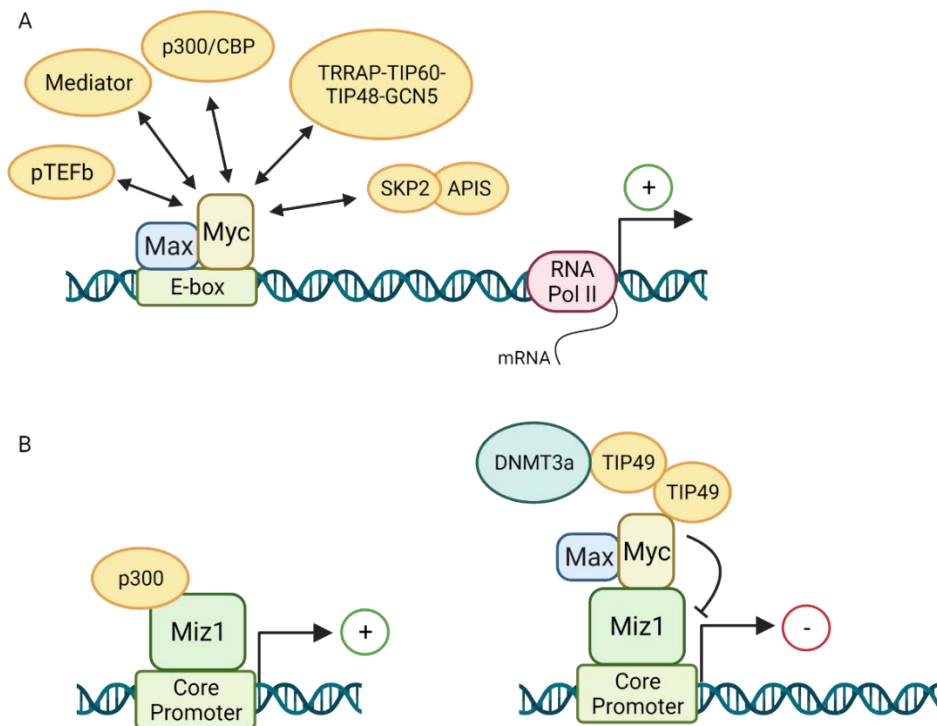 A
p300/CBP
Mediator
TRRAP-TIP60-
TIP48-GCN5
pTEFb
SKP2
APIS
+
Max
Myc
E-box
RNA
Pol II
mRNA
B
DNMT3a
TIP49
TIP49
p300
Max
Myc
Miz1
+
Miz1
-
Core
Promoter
Core
Promoter